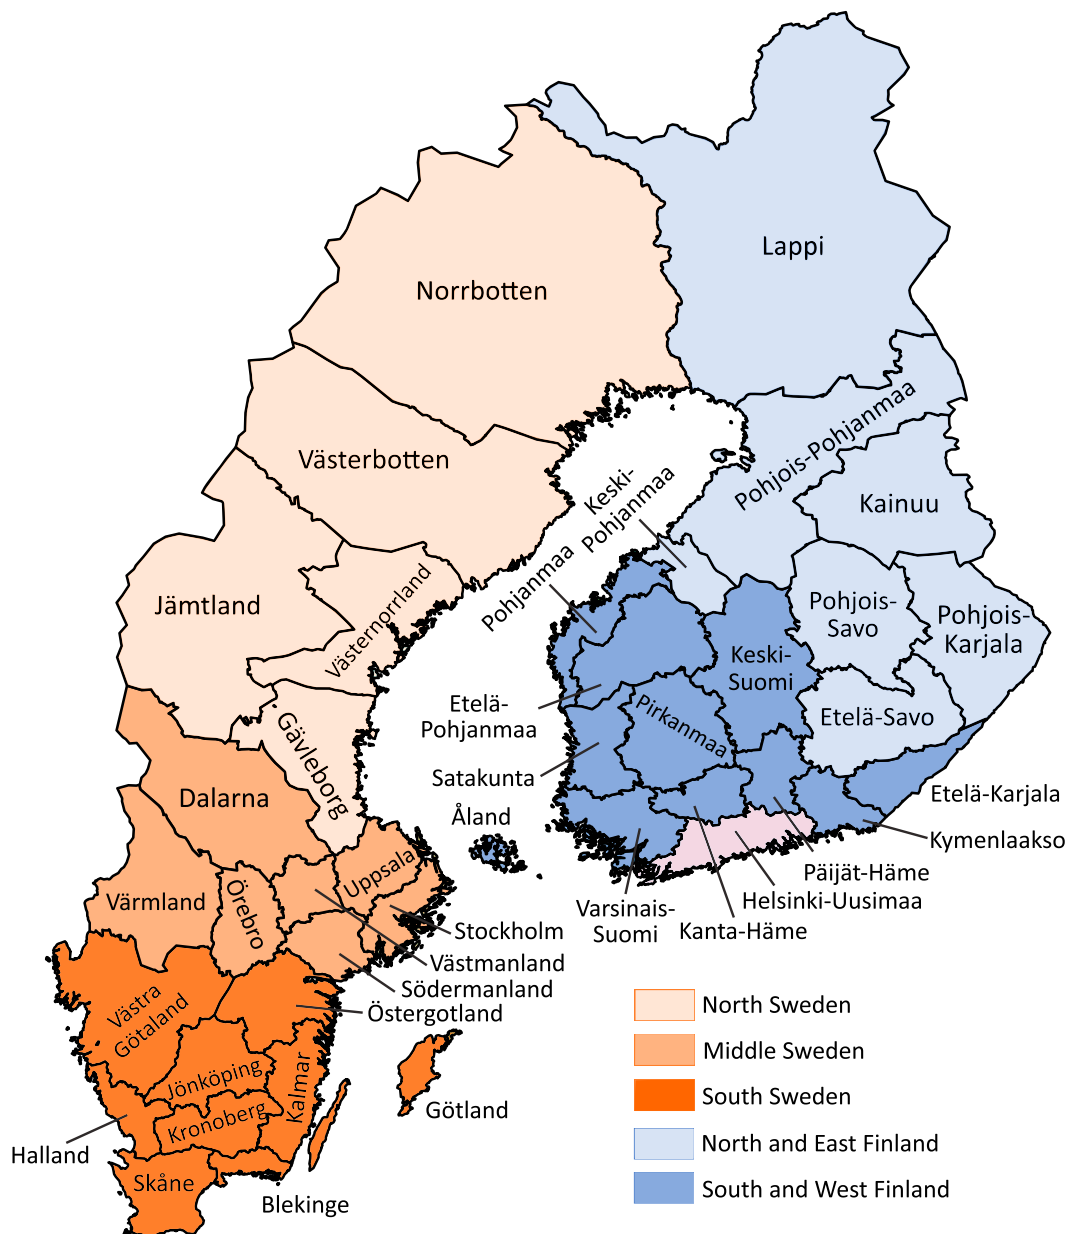 Lappi
Norrbotten
Västerbotten
Pohjois-Pohjanmaa
Keski-
Pohjanmaa
Kainuu
Pohjanmaa
Jämtland
Västernorrland
Pohjois-
Savo
Pohjois-
Karjala
Keski-
Suomi
Etelä-
Pohjanmaa
Pirkanmaa
Etelä-Savo
Gävleborg
Dalarna
Satakunta
Åland
Etelä-Karjala
Kymenlaakso
Päijät-Häme
Helsinki-Uusimaa
Kanta-Häme
Varsinais-
Suomi
Uppsala
Värmland
Örebro
Stockholm
Västmanland
Södermanland
Östergotland
Västra
Götaland
Jönköping
Kalmar
Kronoberg
Götland
Halland
Skåne
Blekinge
North Sweden
Middle Sweden
South Sweden
North and East Finland
South and West Finland